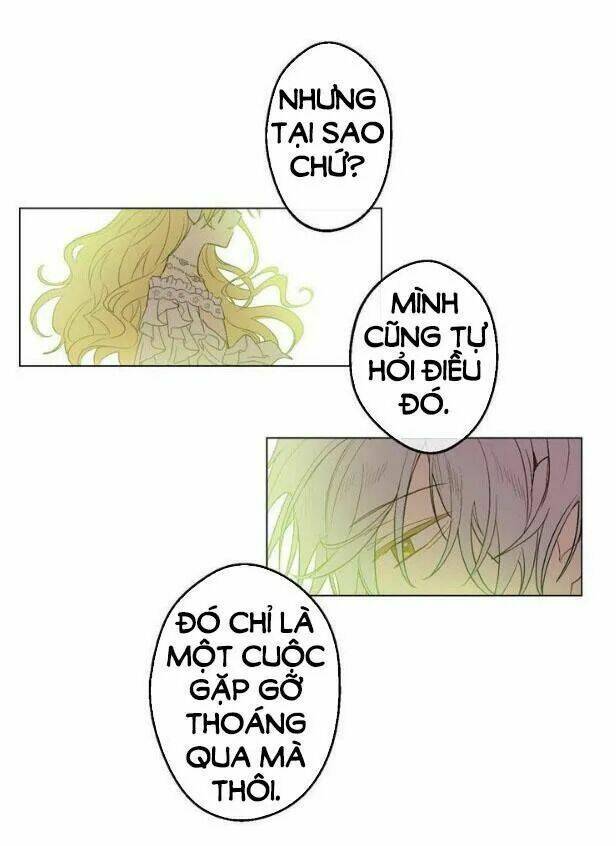 NHƯNG
TẠI SAO
CHỨ?
MÌNH
CŨNG TỰ
HỎI ĐIỀU
ĐÓ.
ĐÓ CHỈ LÀ
MỘT CUỘC
GẶP GỠ
THOÁNG
QUA MÀ
THÔI.